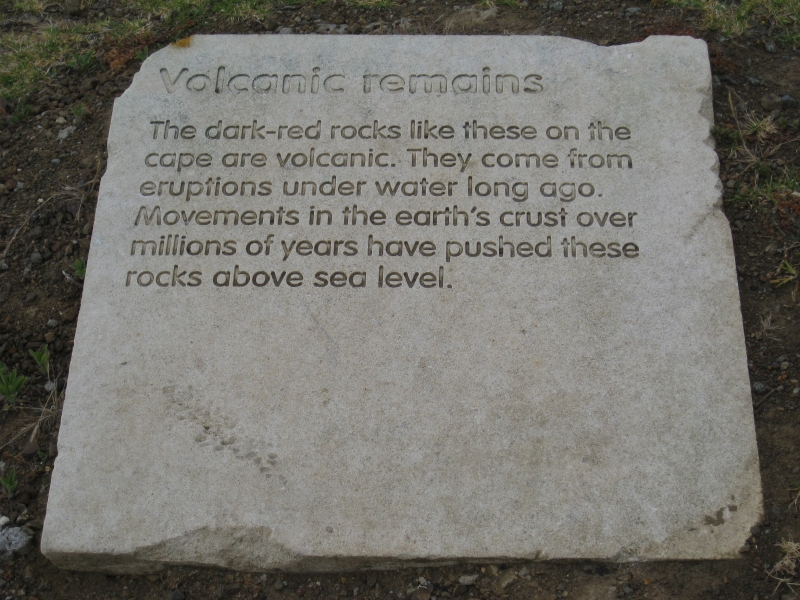 Volcanic remains
The dark-red rocks like these on the
cape are volcanic. They come from
eruptions under water long ago.
Movements in the earth's crust over
millions of years have pushed these
rocks above sea level.